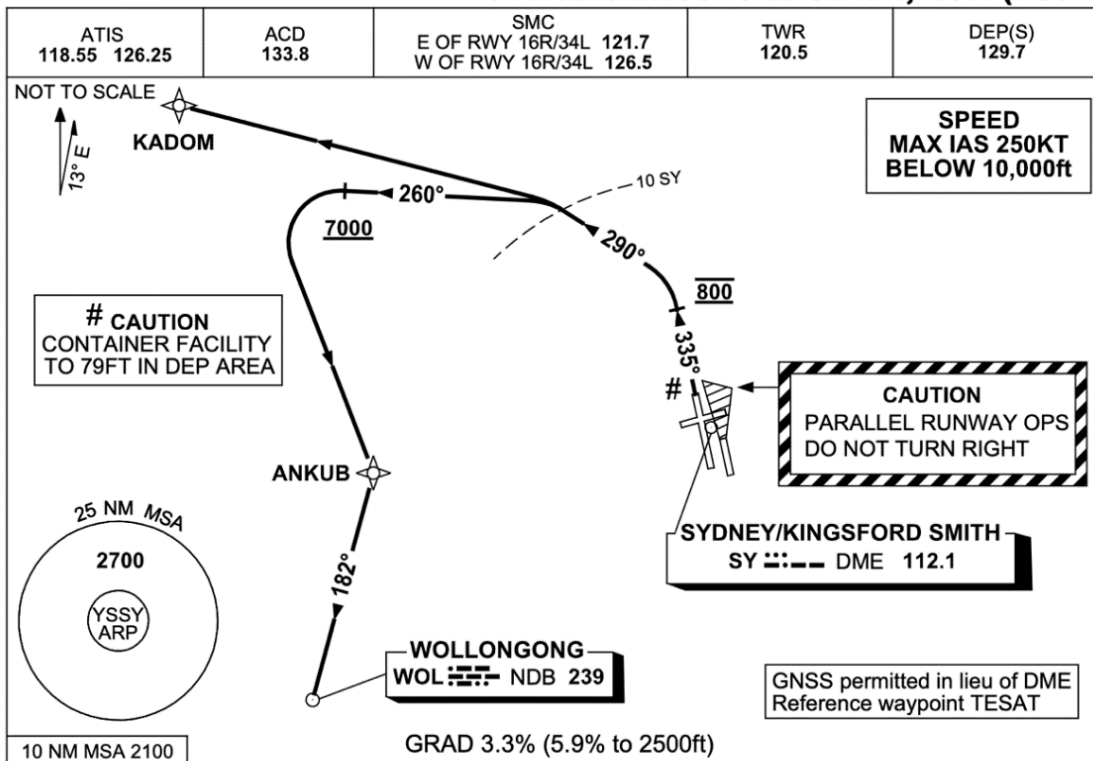 ATIS
118.55 126.25
ACD
133.8
SMC
E OF RWY 16R/34L 121.7
W OF RWY 16R/34L 126.5
TWR
120.5
DEP(S)
129.7
NOT TO SCALE
13° E
KADOM
SPEED
MAX IAS 250KT
BELOW 10,000ft
10 SY
260°
7000
290°
800
335°
# CAUTION
CONTAINER FACILITY
TO 79FT IN DEP AREA
#
CAUTION
PARALLEL RUNWAY OPS
DO NOT TURN RIGHT
ANKUB
25 NM MSA
2700
YSSY
ARP
182°
SYDNEY/KINGSFORD SMITH
SY DME 112.1
WOLLONGONG
WOL NDB 239
GNSS permitted in lieu of DME
Reference waypoint TESAT
10 NM MSA 2100
GRAD 3.3% (5.9% to 2500ft)